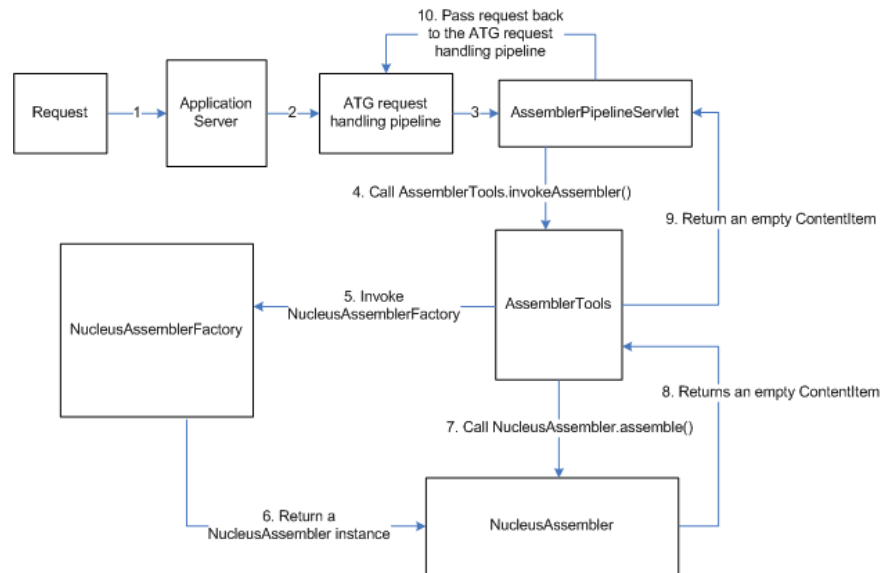 10. Pass request back
to the ATG request
handling pipeline
Request
1
Application
Server
2
ATG request
handling pipeline
3
AssemblerPipelineServlet
4. Call AssemblerTools.invokeAssembler()
9. Return an empty ContentItem
5. Invoke
NucleusAssemblerFactory
AssemblerTools
NucleusAssemblerFactory
8. Returns an empty ContentItem
7. Call NucleusAssembler.assemble()
6. Return a
NucleusAssembler instance
NucleusAssembler